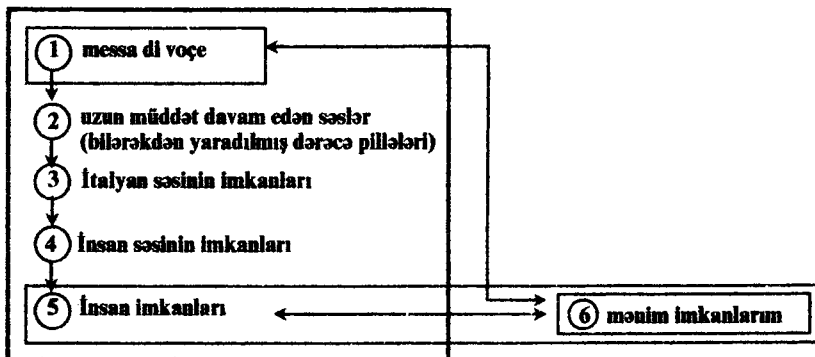 1 messa di voçe
2 uzun müddət davam edən səslər
(bilərəkdən yaradılmış dərəcə pillələri)
3 İtalyan səsinin imkanları
4 İnsan səsinin imkanları
5 İnsan imkanları
6 mənim imkanlarım